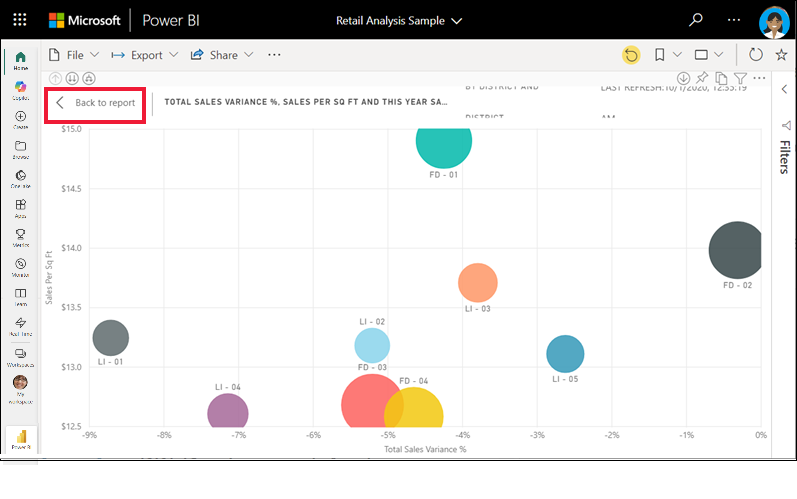 Microsoft
Power BI
Retail Analysis Sample
File
Export
Share
Home
Copilot
Create
Browse
OneLake
Apps
Metrics
Monitor
Learn
Real-Time
Workspaces
My workspace
Power BI
Back to report
TOTAL SALES VARIANCE %, SALES PER SQ FT AND THIS YEAR SA...
BY DISTRICT AND
DISTRICT
LAST REFRESH:10/1/2020, 12:35:19
AM
Filters
Sales Per Sq Ft
$15.0
$14.5
$14.0
$13.5
$13.0
$12.5
FD - 01
FD - 02
LI - 03
LI - 02
LI - 01
FD - 03
FD - 04
LI - 05
LI - 04
-9%
-8%
-7%
-6%
-5%
-4%
-3%
-2%
-1%
0%
Total Sales Variance %